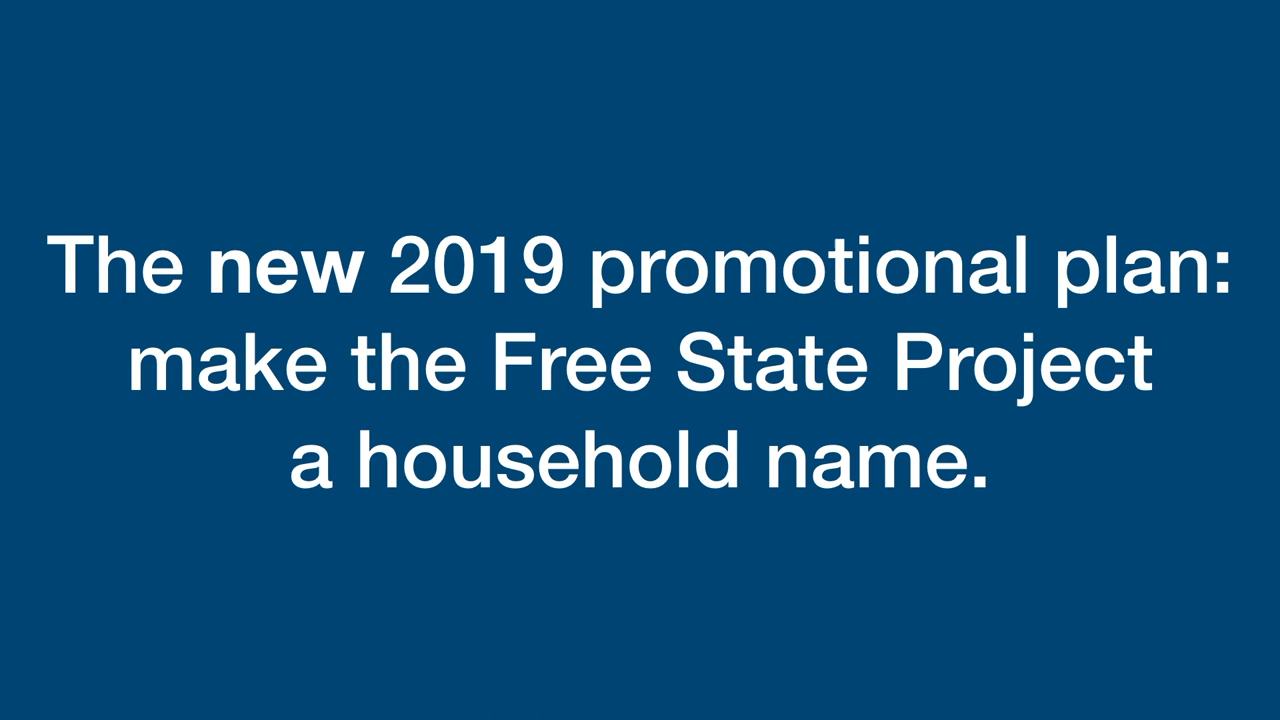 The new 2019 promotional plan:
make the Free State Project
a household name.